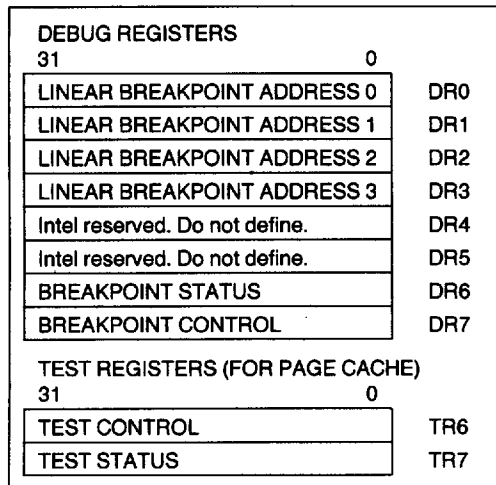 DEBUG REGISTERS
31 0
LINEAR BREAKPOINT ADDRESS 0 DR0
LINEAR BREAKPOINT ADDRESS 1 DR1
LINEAR BREAKPOINT ADDRESS 2 DR2
LINEAR BREAKPOINT ADDRESS 3 DR3
Intel reserved. Do not define. DR4
Intel reserved. Do not define. DR5
BREAKPOINT STATUS DR6
BREAKPOINT CONTROL DR7
TEST REGISTERS (FOR PAGE CACHE)
31 0
TEST CONTROL TR6
TEST STATUS TR7